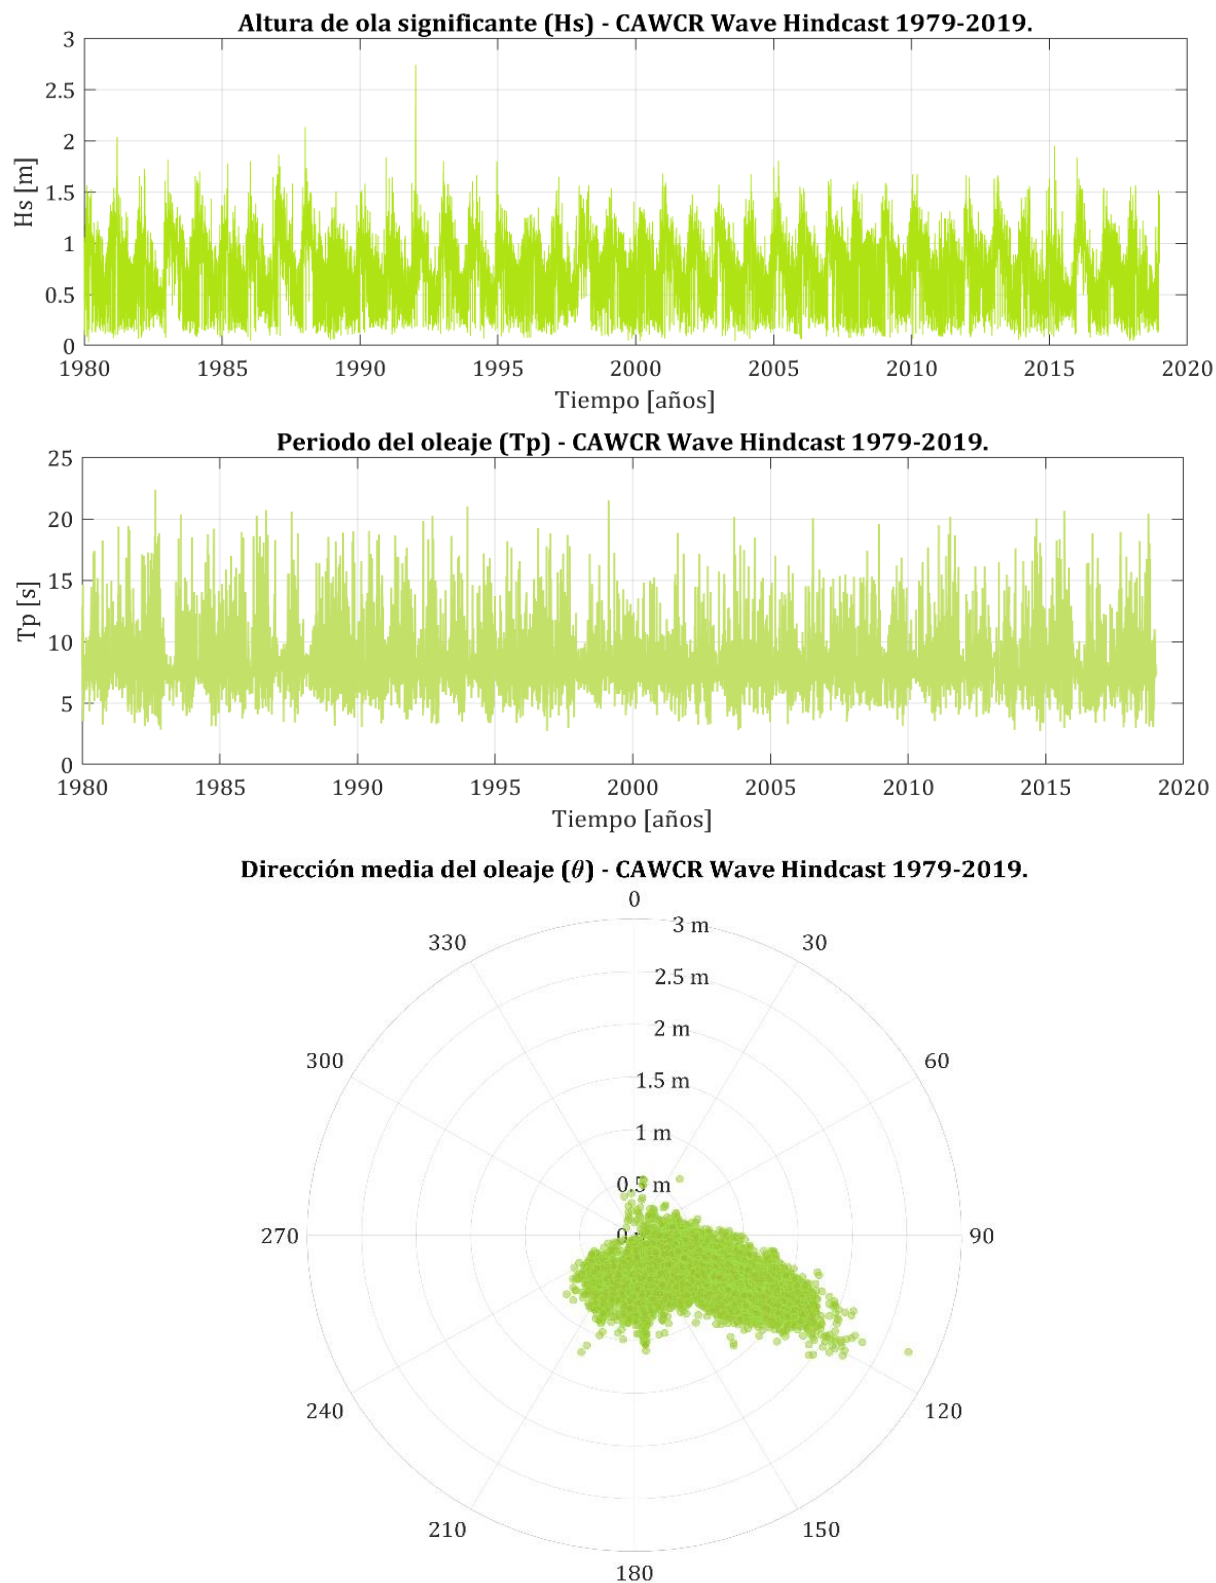 Altura de ola significante (Hs) - CAWCR Wave Hindcast 1979-2019.
3
2.5
2
1.5
1
0.5
0
Hs [m]
1980 1985 1990 1995 2000 2005 2010 2015 2020
Tiempo [años]
Periodo del oleaje (Tp) - CAWCR Wave Hindcast 1979-2019.
25
20
15
10
5
0
Tp [s]
1980 1985 1990 1995 2000 2005 2010 2015 2020
Tiempo [años]
Dirección media del oleaje (θ) - CAWCR Wave Hindcast 1979-2019.
0
3 m
330 30
2.5 m
2 m
300 60
1.5 m
1 m
0.5 m
270 90
240 120
210 150
180